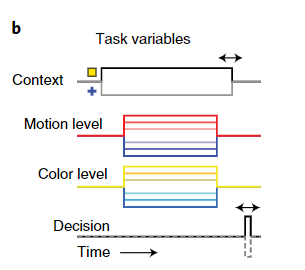 b
Task variables
Context
Motion level
Color level
Decision
Time